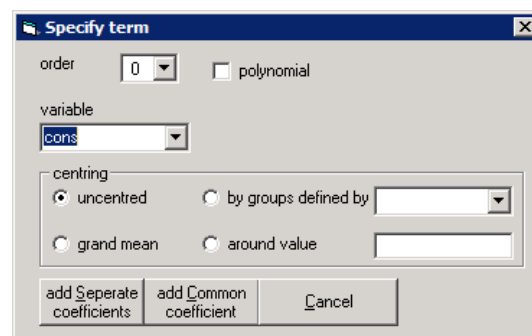 Specify term
order 0 polynomial
variable
cons
centring
uncentred by groups defined by
grand mean around value
add Seperate coefficients add Common coefficient Cancel